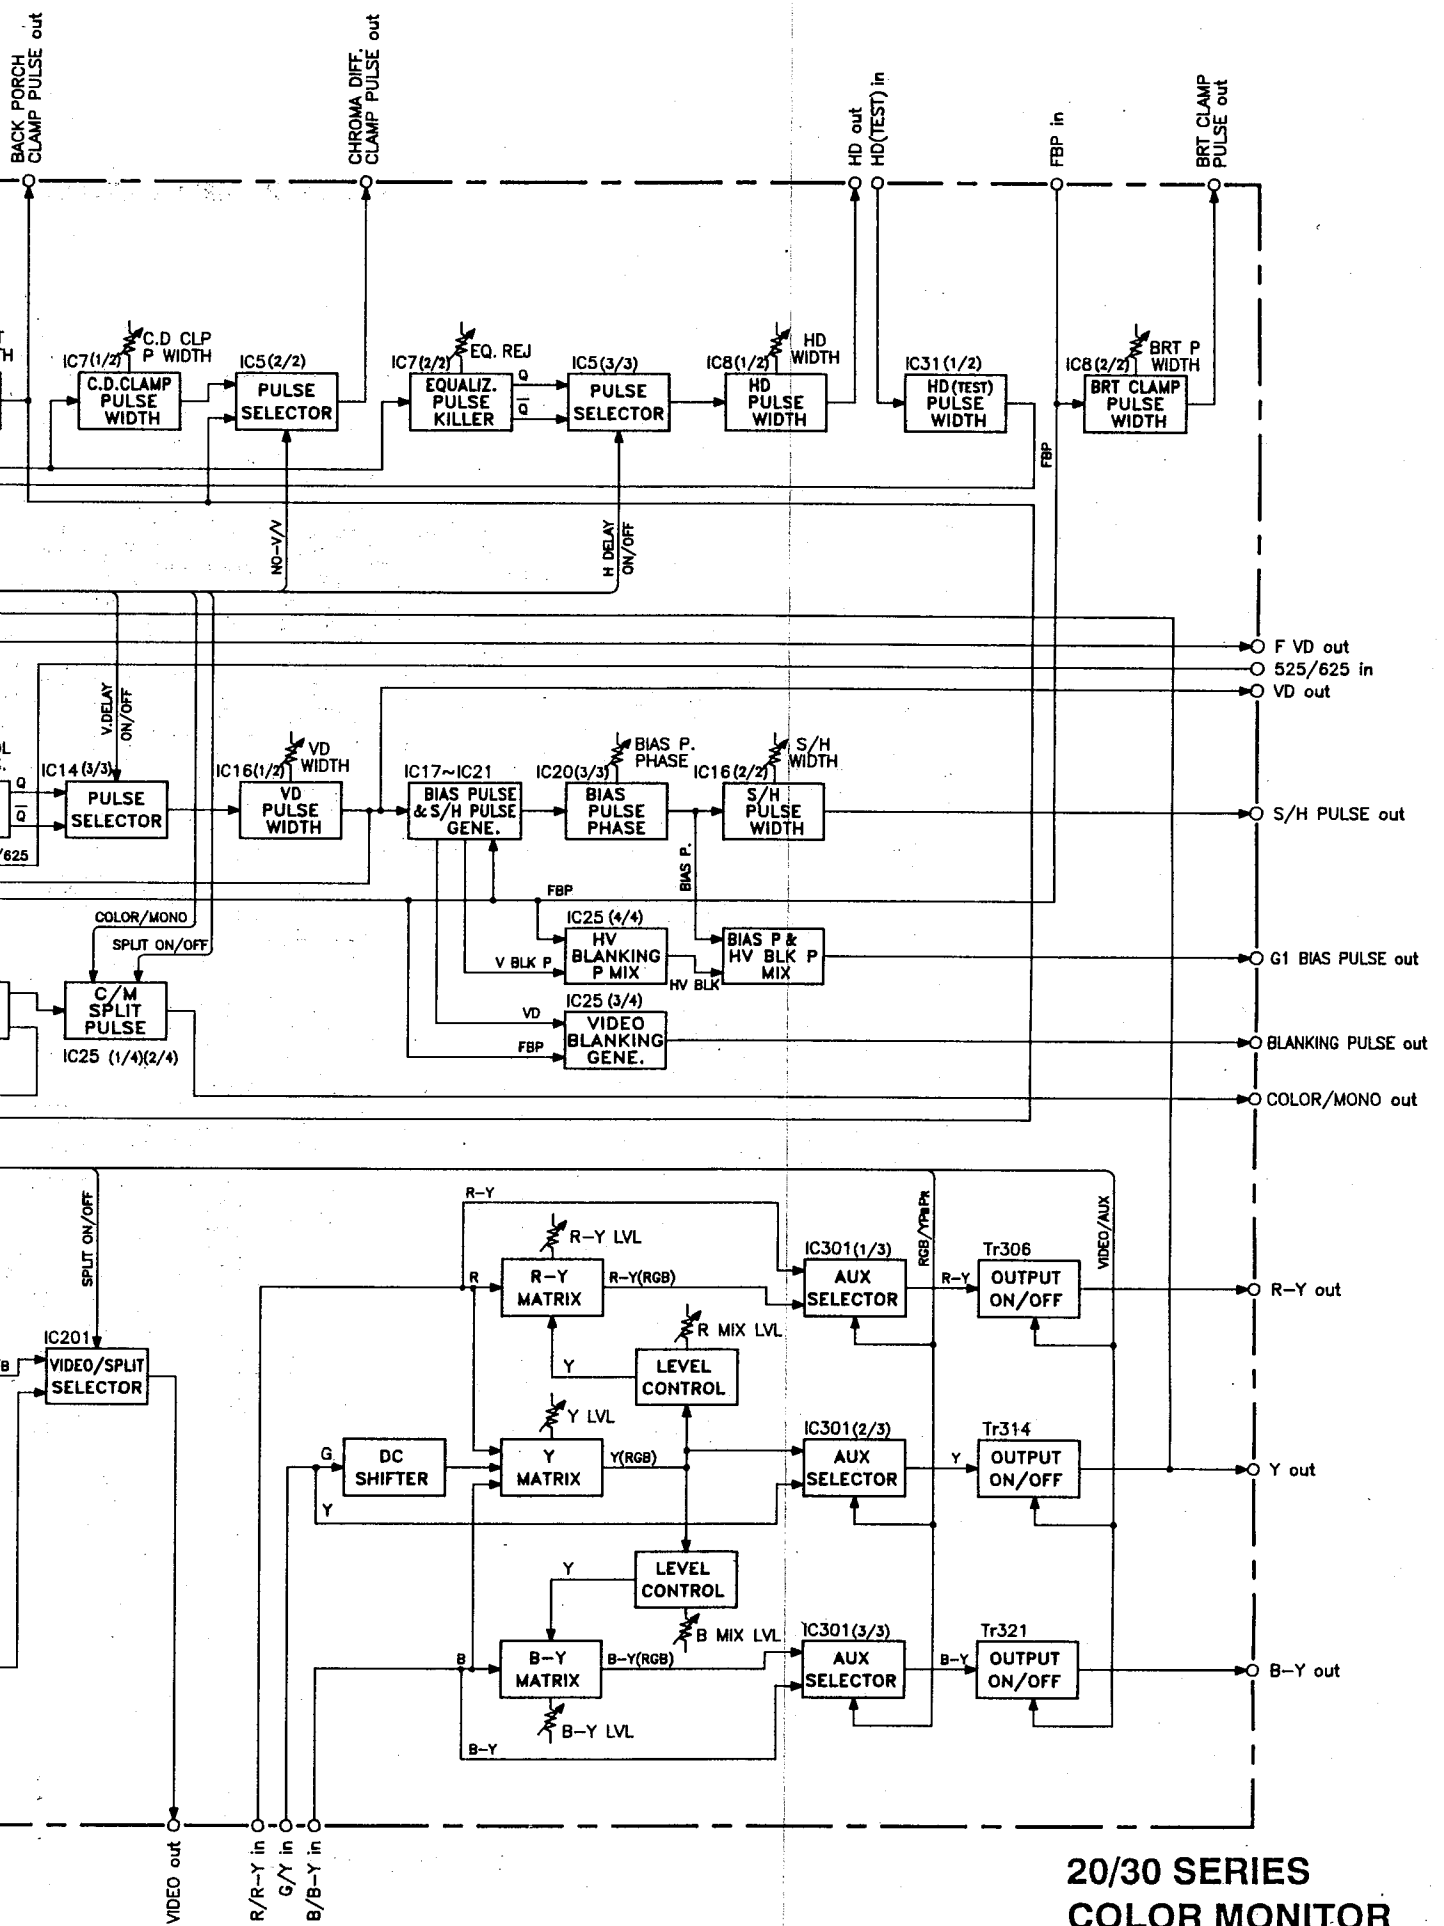 BACK PORCH
CLAMP PULSE out
CHROMA DIFF.
CLAMP PULSE out
HD out
HD(TEST) in
FBP in
BRT CLAMP
PULSE out
T
TH
IC7(1/2)
C.D CLP
P WIDTH
C.D.CLAMP
PULSE
WIDTH
IC5(2/2)
PULSE
SELECTOR
IC7(2/2)
EQ. REJ
EQUALIZ.
PULSE
KILLER
Q
Q̅
IC5(3/3)
PULSE
SELECTOR
IC8(1/2)
HD
WIDTH
HD
PULSE
WIDTH
IC31(1/2)
HD(TEST)
PULSE
WIDTH
FBP
IC8(2/2)
BRT P
WIDTH
BRT CLAMP
PULSE
WIDTH
NO-V/V
H DELAY
ON/OFF
F VD out
525/625 in
VD out
V.DELAY
ON/OFF
OL
.
Q
Q̅
/625
IC14(3/3)
PULSE
SELECTOR
IC16(1/2)
VD
WIDTH
VD
PULSE
WIDTH
IC17~IC21
BIAS PULSE
& S/H PULSE
GENE.
IC20(3/3)
BIAS P.
PHASE
BIAS
PULSE
PHASE
IC16(2/2)
S/H
WIDTH
S/H
PULSE
WIDTH
S/H PULSE out
BIAS P.
FBP
COLOR/MONO
SPLIT ON/OFF
IC25(4/4)
HV
BLANKING
P MIX
V BLK P
HV BLK
BIAS P &
HV BLK P
MIX
G1 BIAS PULSE out
C/M
SPLIT
PULSE
IC25 (1/4)(2/4)
IC25(3/4)
VIDEO
BLANKING
GENE.
VD
FBP
BLANKING PULSE out
COLOR/MONO out
SPLIT ON/OFF
R-Y
R-Y LVL
R
R-Y
MATRIX
R-Y(RGB)
IC301(1/3)
AUX
SELECTOR
RGB/YPBPR
R-Y
Tr306
OUTPUT
ON/OFF
VIDEO/AUX
R-Y out
IC201
B
VIDEO/SPLIT
SELECTOR
R MIX LVL
Y
LEVEL
CONTROL
Y LVL
G
DC
SHIFTER
Y
Y
MATRIX
Y(RGB)
IC301(2/3)
AUX
SELECTOR
Y
Tr314
OUTPUT
ON/OFF
Y out
Y
LEVEL
CONTROL
B MIX LVL
B
B-Y
MATRIX
B-Y(RGB)
B-Y LVL
B-Y
IC301(3/3)
AUX
SELECTOR
B-Y
Tr321
OUTPUT
ON/OFF
B-Y out
VIDEO out
R/R-Y in
G/Y in
B/B-Y in
20/30 SERIES
COLOR MONITOR